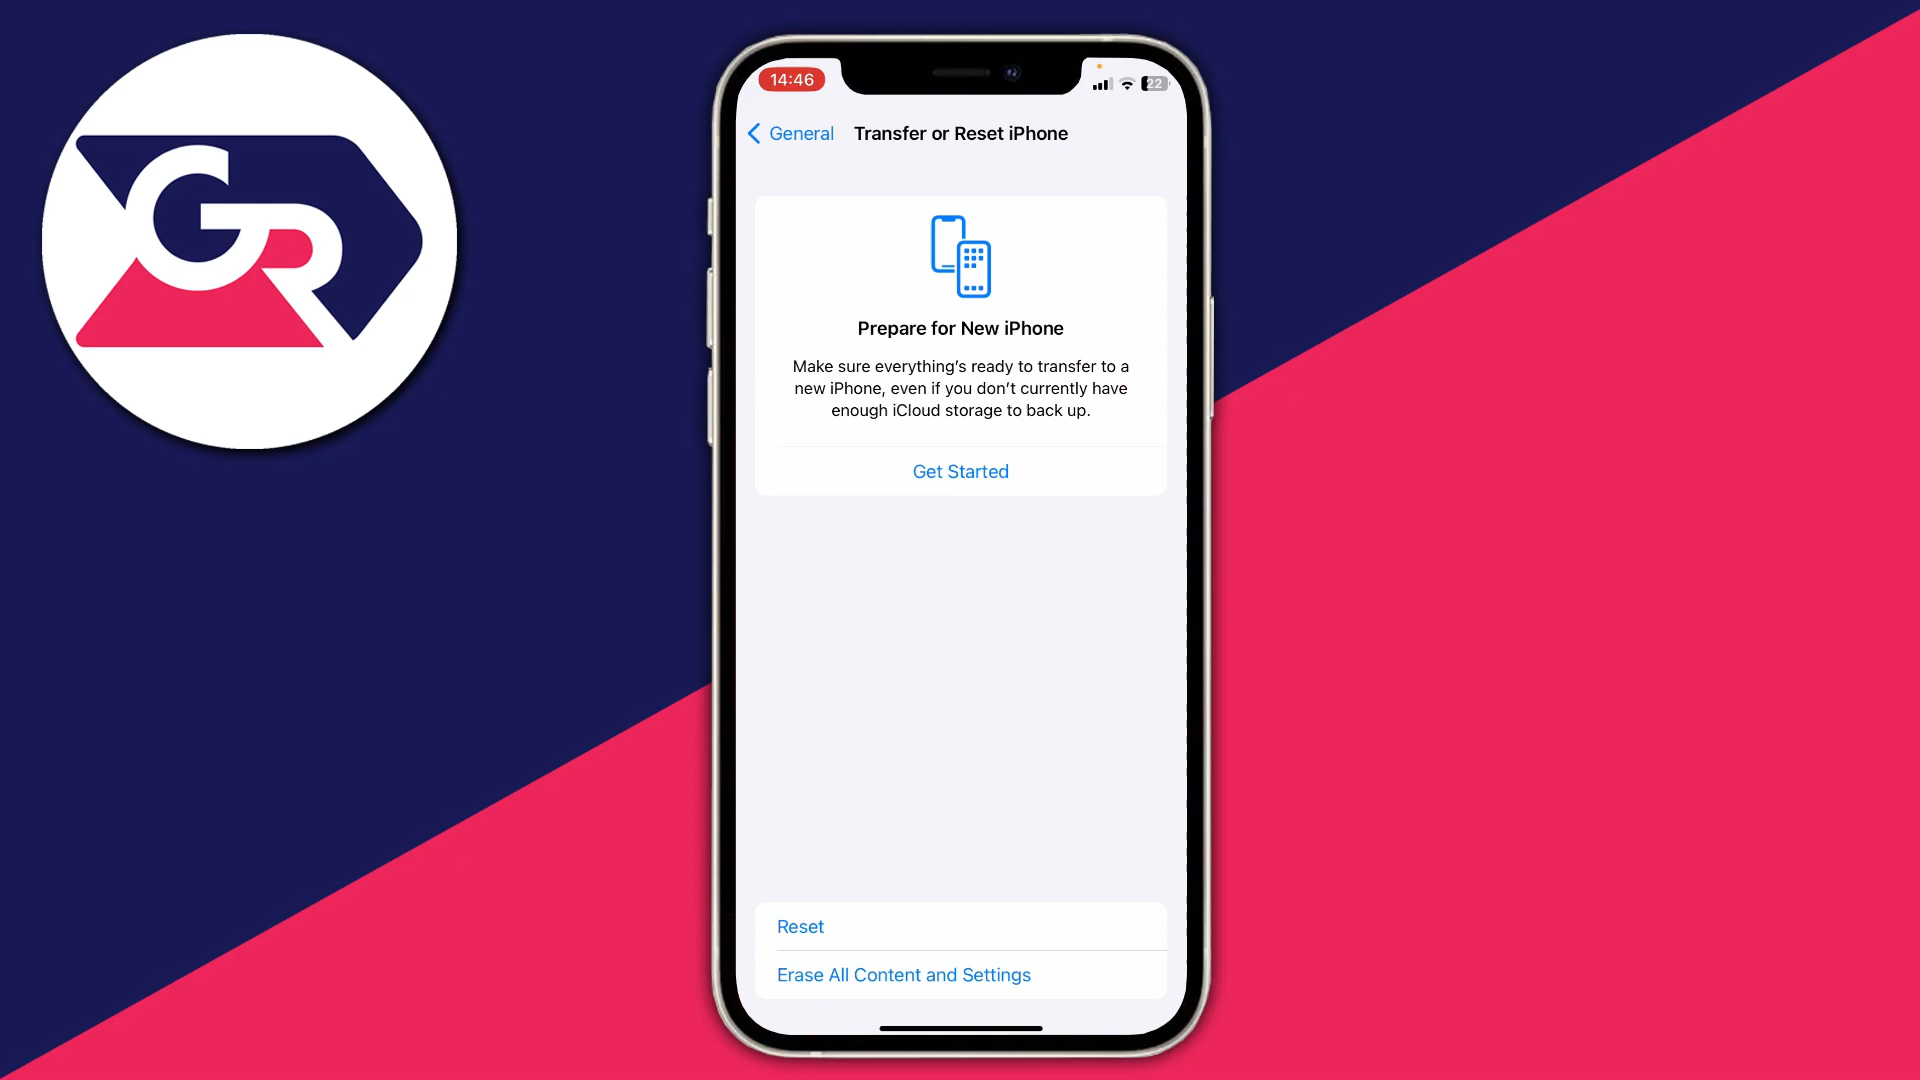 GR
14:46
22
General Transfer or Reset iPhone
Prepare for New iPhone
Make sure everything’s ready to transfer to a
new iPhone, even if you don’t currently have
enough iCloud storage to back up.
Get Started
Reset
Erase All Content and Settings